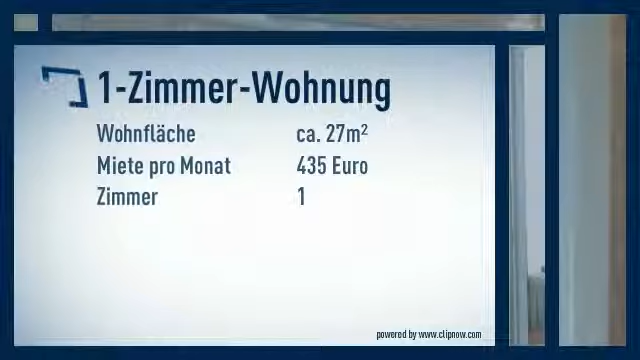 1-Zimmer-Wohnung
Wohnfläche ca. 27m²
Miete pro Monat 435 Euro
Zimmer 1
powered by www.clipnow.com